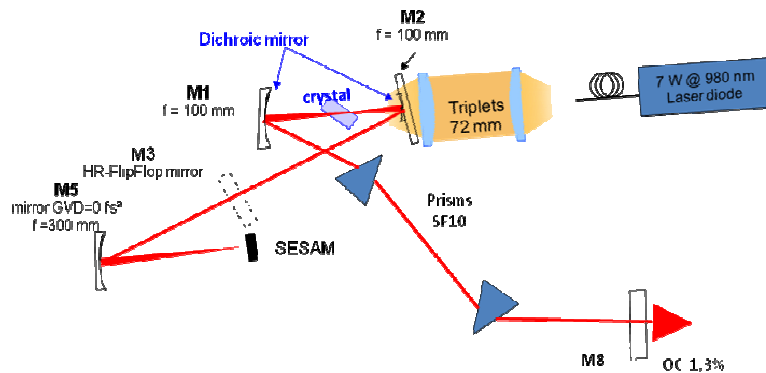 M2
f = 100 mm
Dichroic mirror
M1
f = 100 mm
crystal
Triplets
72 mm
7 W @ 980 nm
Laser diode
M3
HR-FlipFlop mirror
M5
mirror GVD=0 fs²
f =300 mm
SESAM
Prisms
SF10
M8
OC 1,3%